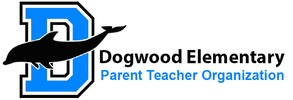 D
Dogwood Elementary
Parent Teacher Organization